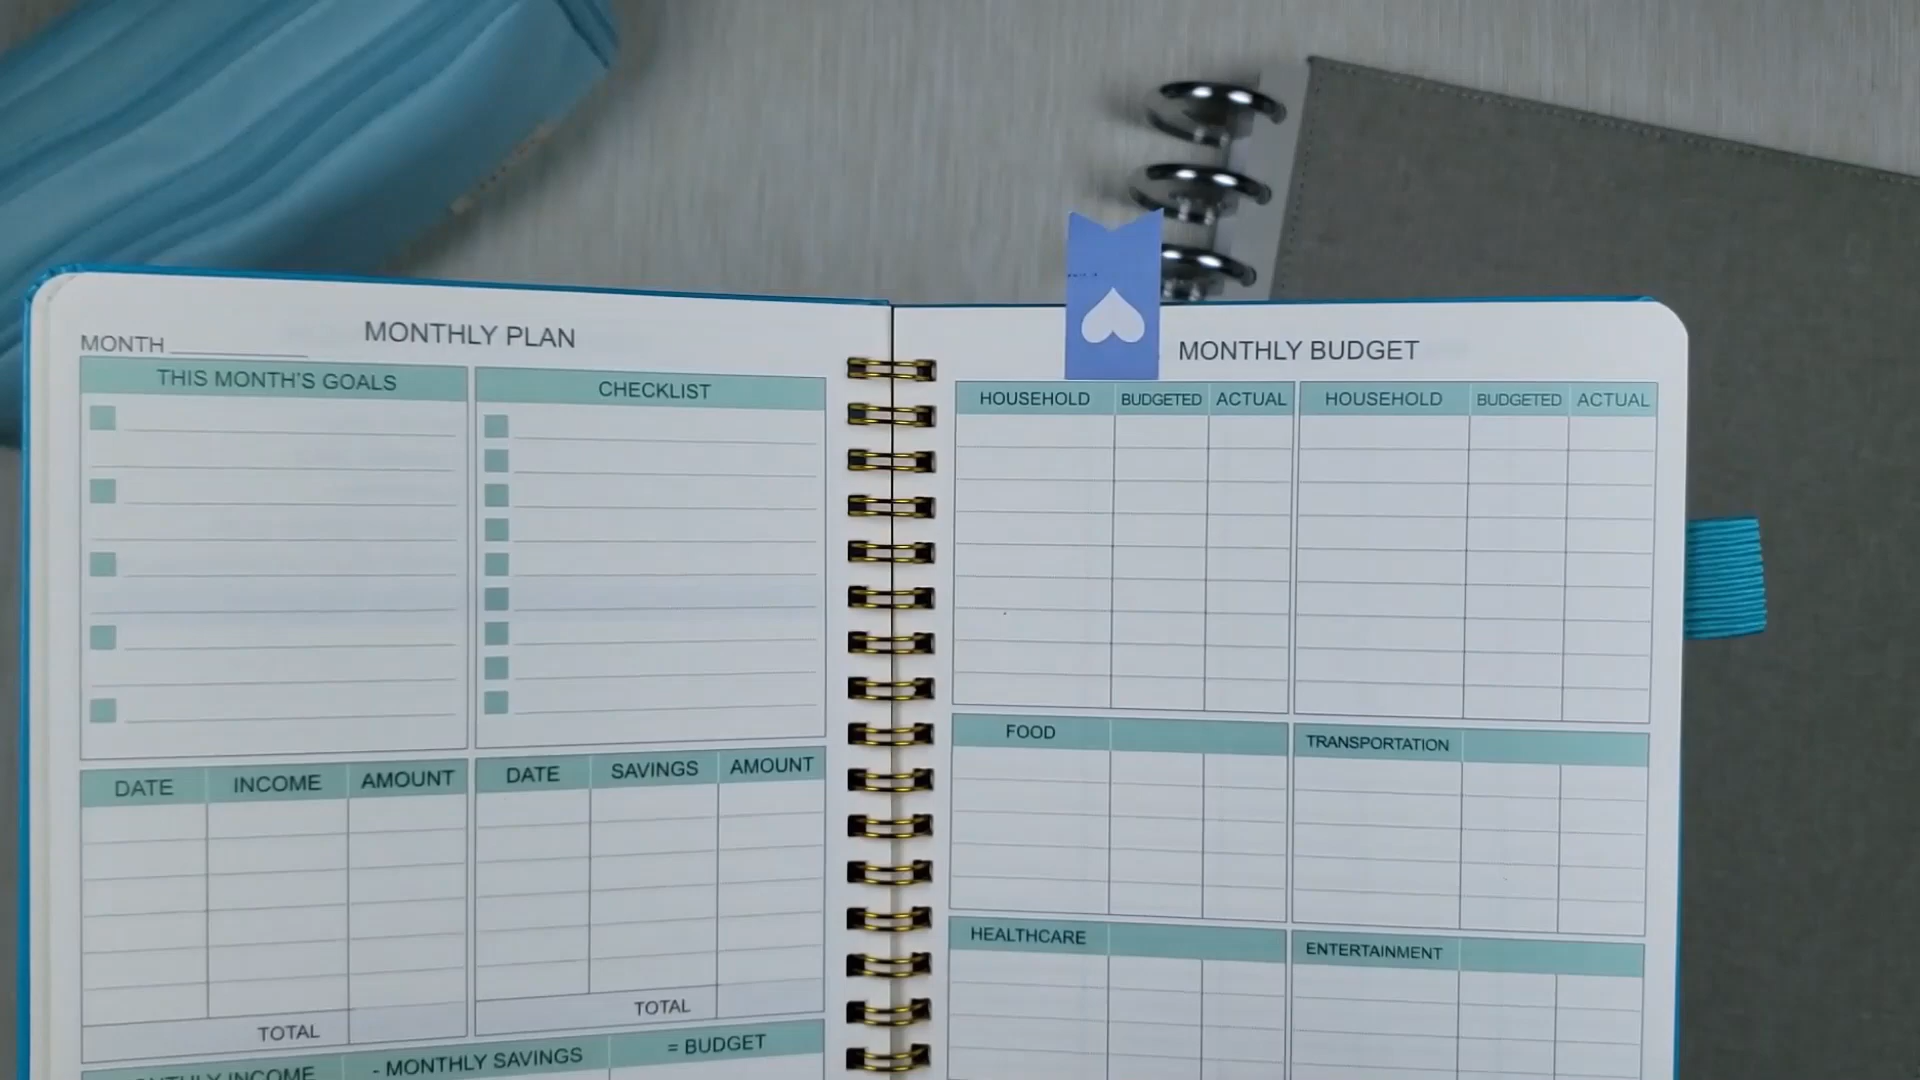 MONTHLY PLAN
MONTH
THIS MONTH'S GOALS
CHECKLIST
DATE INCOME AMOUNT
DATE SAVINGS AMOUNT
TOTAL
TOTAL
INCOME - MONTHLY SAVINGS = BUDGET
MONTHLY BUDGET
HOUSEHOLD BUDGETED ACTUAL HOUSEHOLD BUDGETED ACTUAL
FOOD
TRANSPORTATION
HEALTHCARE
ENTERTAINMENT